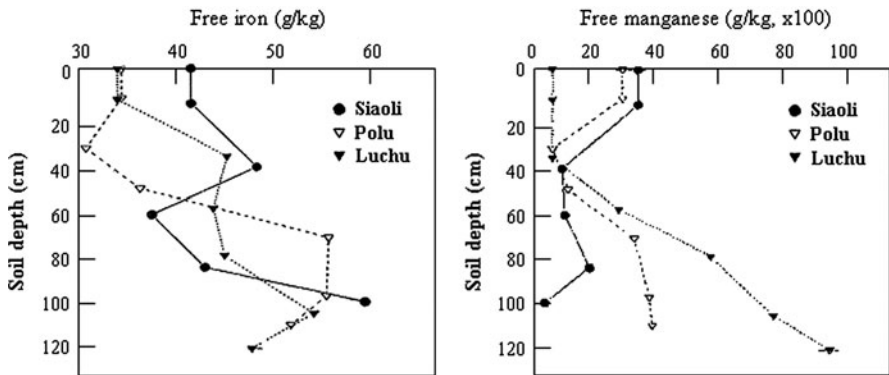 Free iron (g/kg)
30 40 50 60
0
20
40
60
80
100
120
Soil depth (cm)
Siaoli
Polu
Luchu
Free manganese (g/kg, x100)
0 20 40 60 80 100
0
20
40
60
80
100
120
Soil depth (cm)
Siaoli
Polu
Luchu